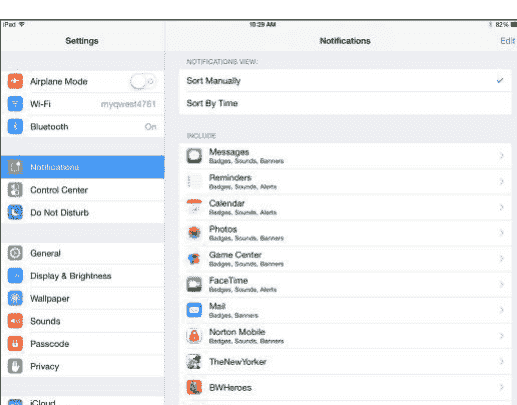 iPad 10:29 AM 82%
Settings
Notifications
Edit
Airplane Mode
Wi-Fi myqwest4761
Bluetooth On
Notifications
Control Center
Do Not Disturb
General
Display & Brightness
Wallpaper
Sounds
Passcode
Privacy
iCloud
NOTIFICATIONS VIEW:
Sort Manually
Sort By Time
INCLUDE
Messages
Badges, Sounds, Banners
Reminders
Badges, Sounds, Alerts
Calendar
Badges, Sounds, Alerts
Photos
Badges, Sounds, Banners
Game Center
Badges, Sounds, Banners
FaceTime
Badges, Sounds, Alerts
Mail
Badges, Banners
Norton Mobile
Badges, Sounds, Banners
TheNewYorker
BWHeroes